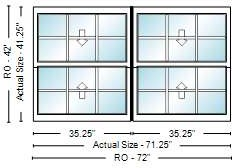 RO - 42"
Actual Size - 41.25"
35.25"
35.25"
Actual Size - 71.25"
RO - 72"